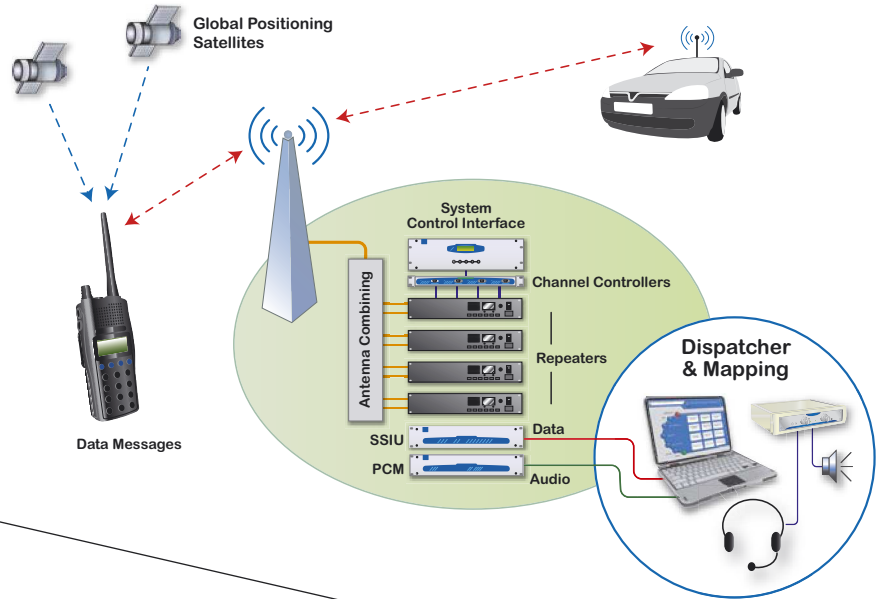 Global Positioning
Satellites
System
Control Interface
Channel Controllers
Antenna Combining
Repeaters
Dispatcher
& Mapping
Data Messages
SSIU
Data
PCM
Audio